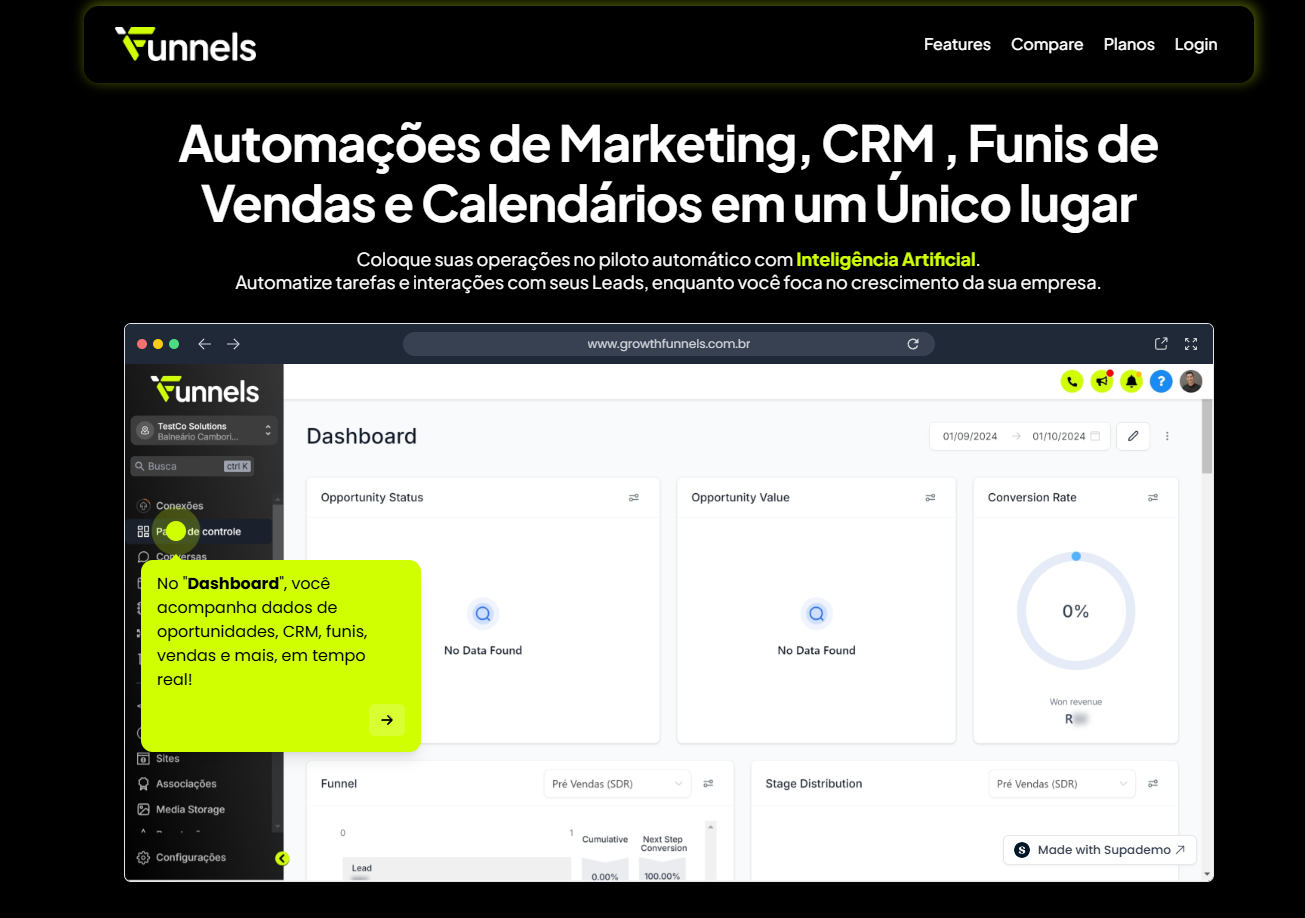 Funnels
Features Compare Planos Login
Automações de Marketing, CRM , Funis de
Vendas e Calendários em um Único lugar
Coloque suas operações no piloto automático com Inteligência Artificial.
Automatize tarefas e interações com seus Leads, enquanto você foca no crescimento da sua empresa.
www.growthfunnels.com.br
Funnels
TestCo Solutions
Balneário Cambori...
Busca ctrl K
Conexões
de controle
Conversas
No "Dashboard", você
acompanha dados de
oportunidades, CRM, funis,
vendas e mais, em tempo
real!
Sites
Associações
Media Storage
Configurações
?
Dashboard
01/09/2024 01/10/2024
Opportunity Status
No Data Found
Opportunity Value
No Data Found
Conversion Rate
0%
Won revenue
R
Funnel Pré Vendas (SDR)
0 1
Cumulative
Next Step
Conversion
Lead
0.00% 100.00%
Stage Distribution Pré Vendas (SDR)
S Made with Supademo